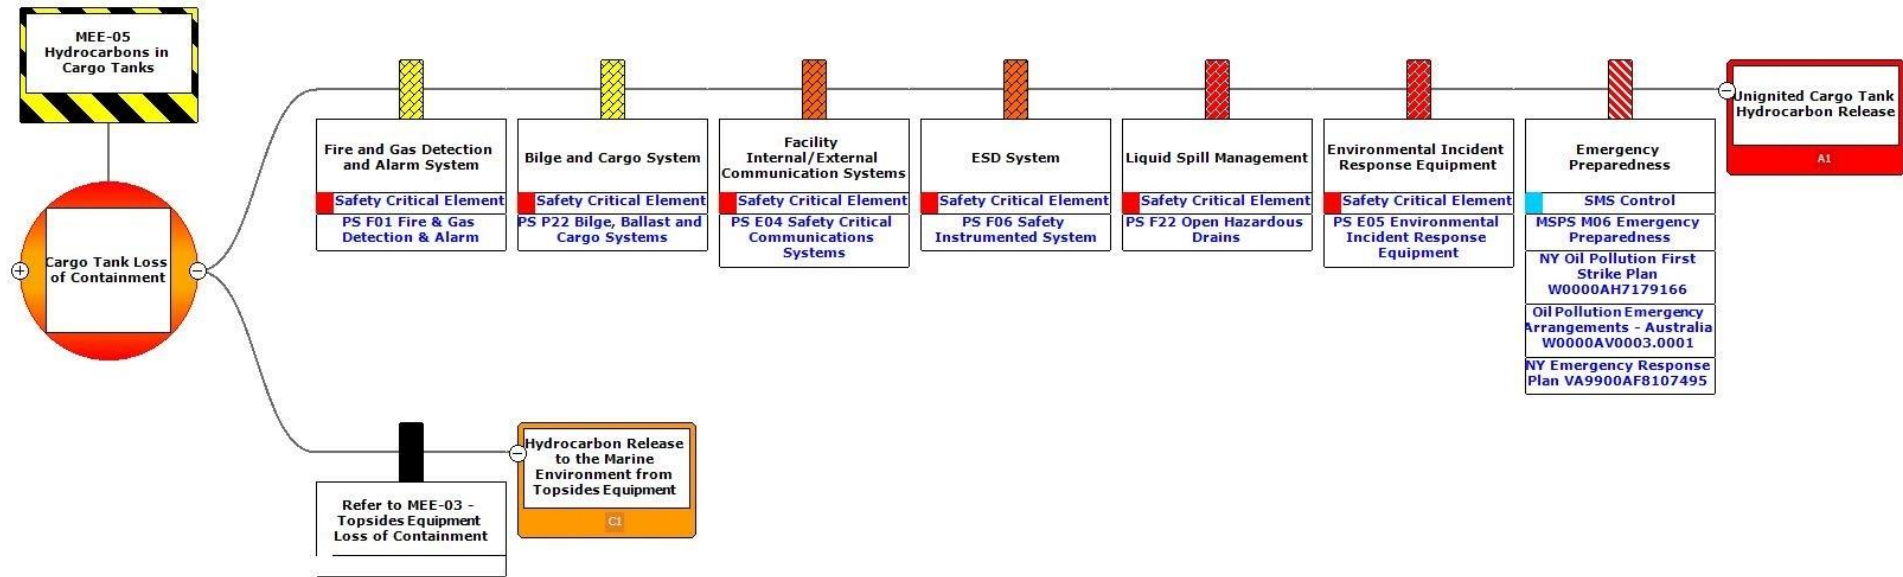 MEE-05
Hydrocarbons in
Cargo Tanks
Cargo Tank Loss
of Containment
Fire and Gas Detection
and Alarm System
Safety Critical Element
PS F01 Fire & Gas
Detection & Alarm
Bilge and Cargo System
Safety Critical Element
PS P22 Bilge, Ballast and
Cargo Systems
Facility
Internal/External
Communication Systems
Safety Critical Element
PS E04 Safety Critical
Communications
Systems
ESD System
Safety Critical Element
PS F06 Safety
Instrumented System
Liquid Spill Management
Safety Critical Element
PS F22 Open Hazardous
Drains
Environmental Incident
Response Equipment
Safety Critical Element
PS E05 Environmental
Incident Response
Equipment
Emergency
Preparedness
SMS Control
MSPS M06 Emergency
Preparedness
NY Oil Pollution First
Strike Plan
W0000AH7179166
Oil Pollution Emergency
Arrangements - Australia
W0000AV0003.0001
NY Emergency Response
Plan VA9900AF8107495
Unignited Cargo Tank
Hydrocarbon Release
A1
Refer to MEE-03 -
Topsides Equipment
Loss of Containment
Hydrocarbon Release
to the Marine
Environment from
Topsides Equipment
C1